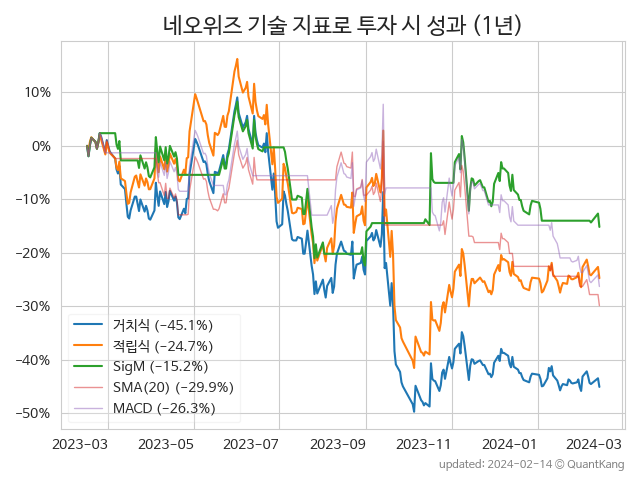 네오위즈 기술 지표로 투자 시 성과 (1년)
10%
0%
−10%
−20%
−30%
−40%
−50%
거치식 (−45.1%)
적립식 (−24.7%)
SigM (−15.2%)
SMA(20) (−29.9%)
MACD (−26.3%)
2023−03 2023−05 2023−07 2023−09 2023−11 2024−01 2024−03
updated: 2024−02−14 © QuantKang